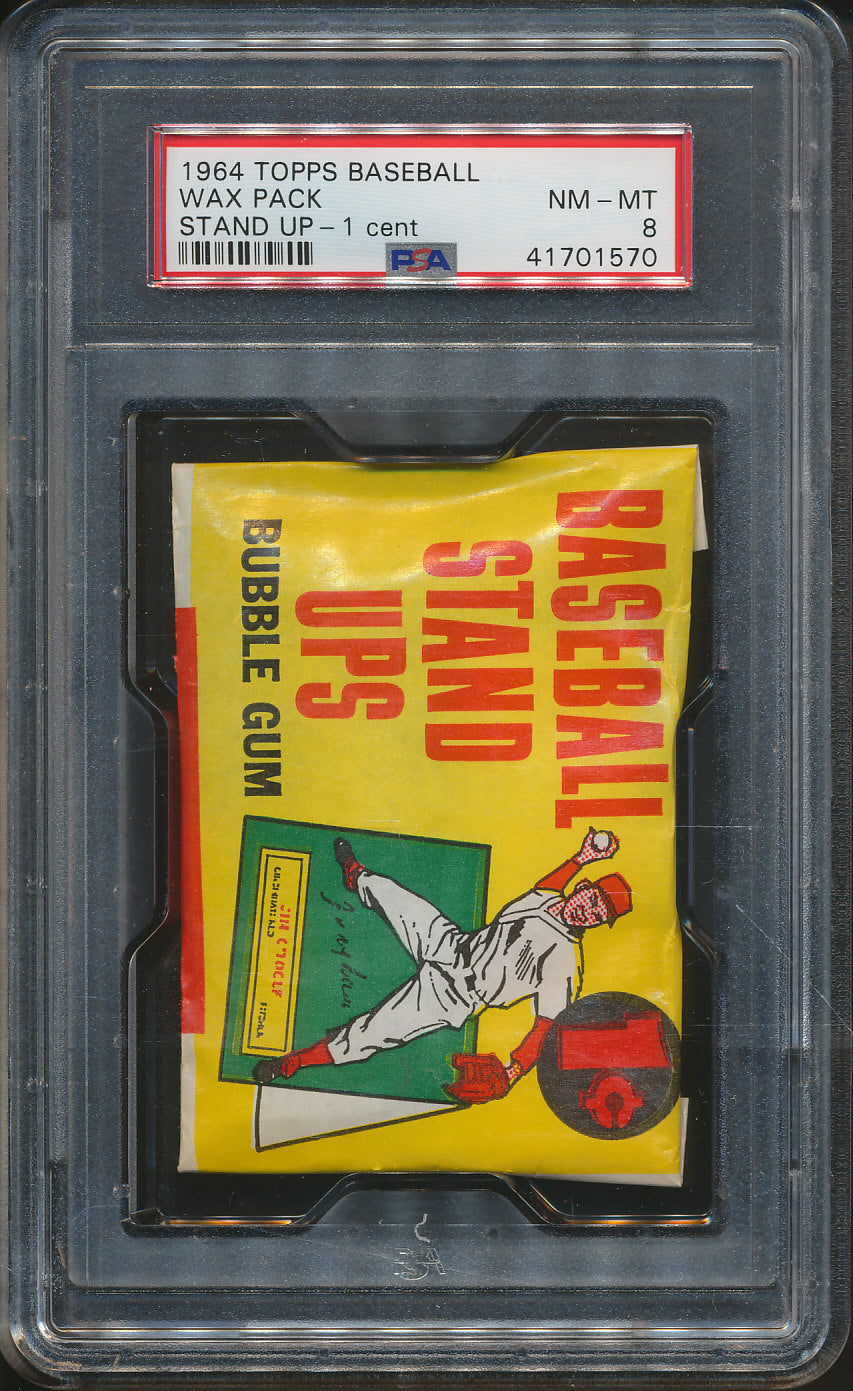 1964 TOPPS BASEBALL
WAX PACK NM-MT
STAND UP-1 cent 8
PSA 41701570
BASEBALL
STAND
UPS
BUBBLE GUM
1¢